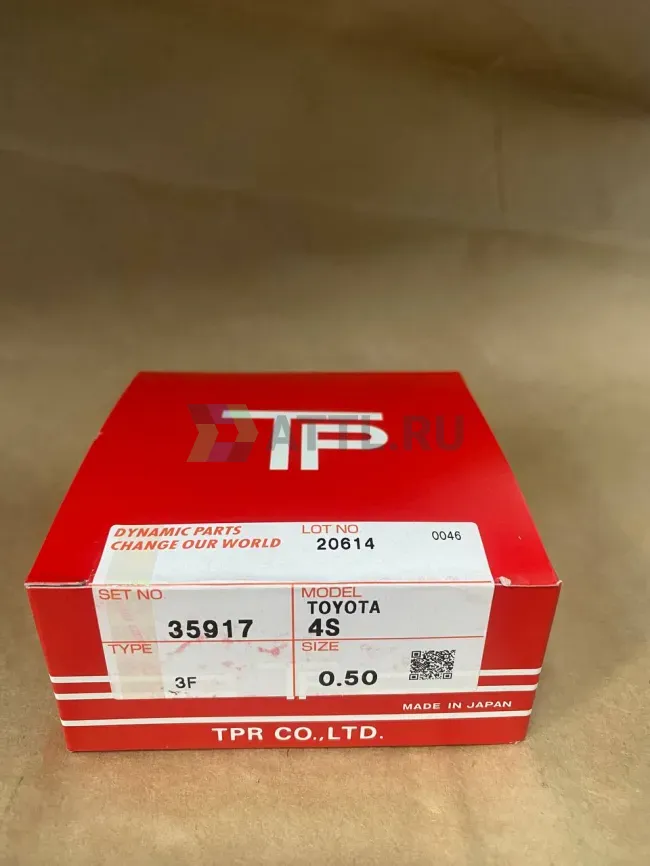 TP
ATTL.RU
DYNAMIC PARTS
CHANGE OUR WORLD
LOT NO
20614
0046
SET NO.
35917
MODEL
TOYOTA
4S
TYPE
3F
SIZE
0.50
MADE IN JAPAN
TPR CO.,LTD.